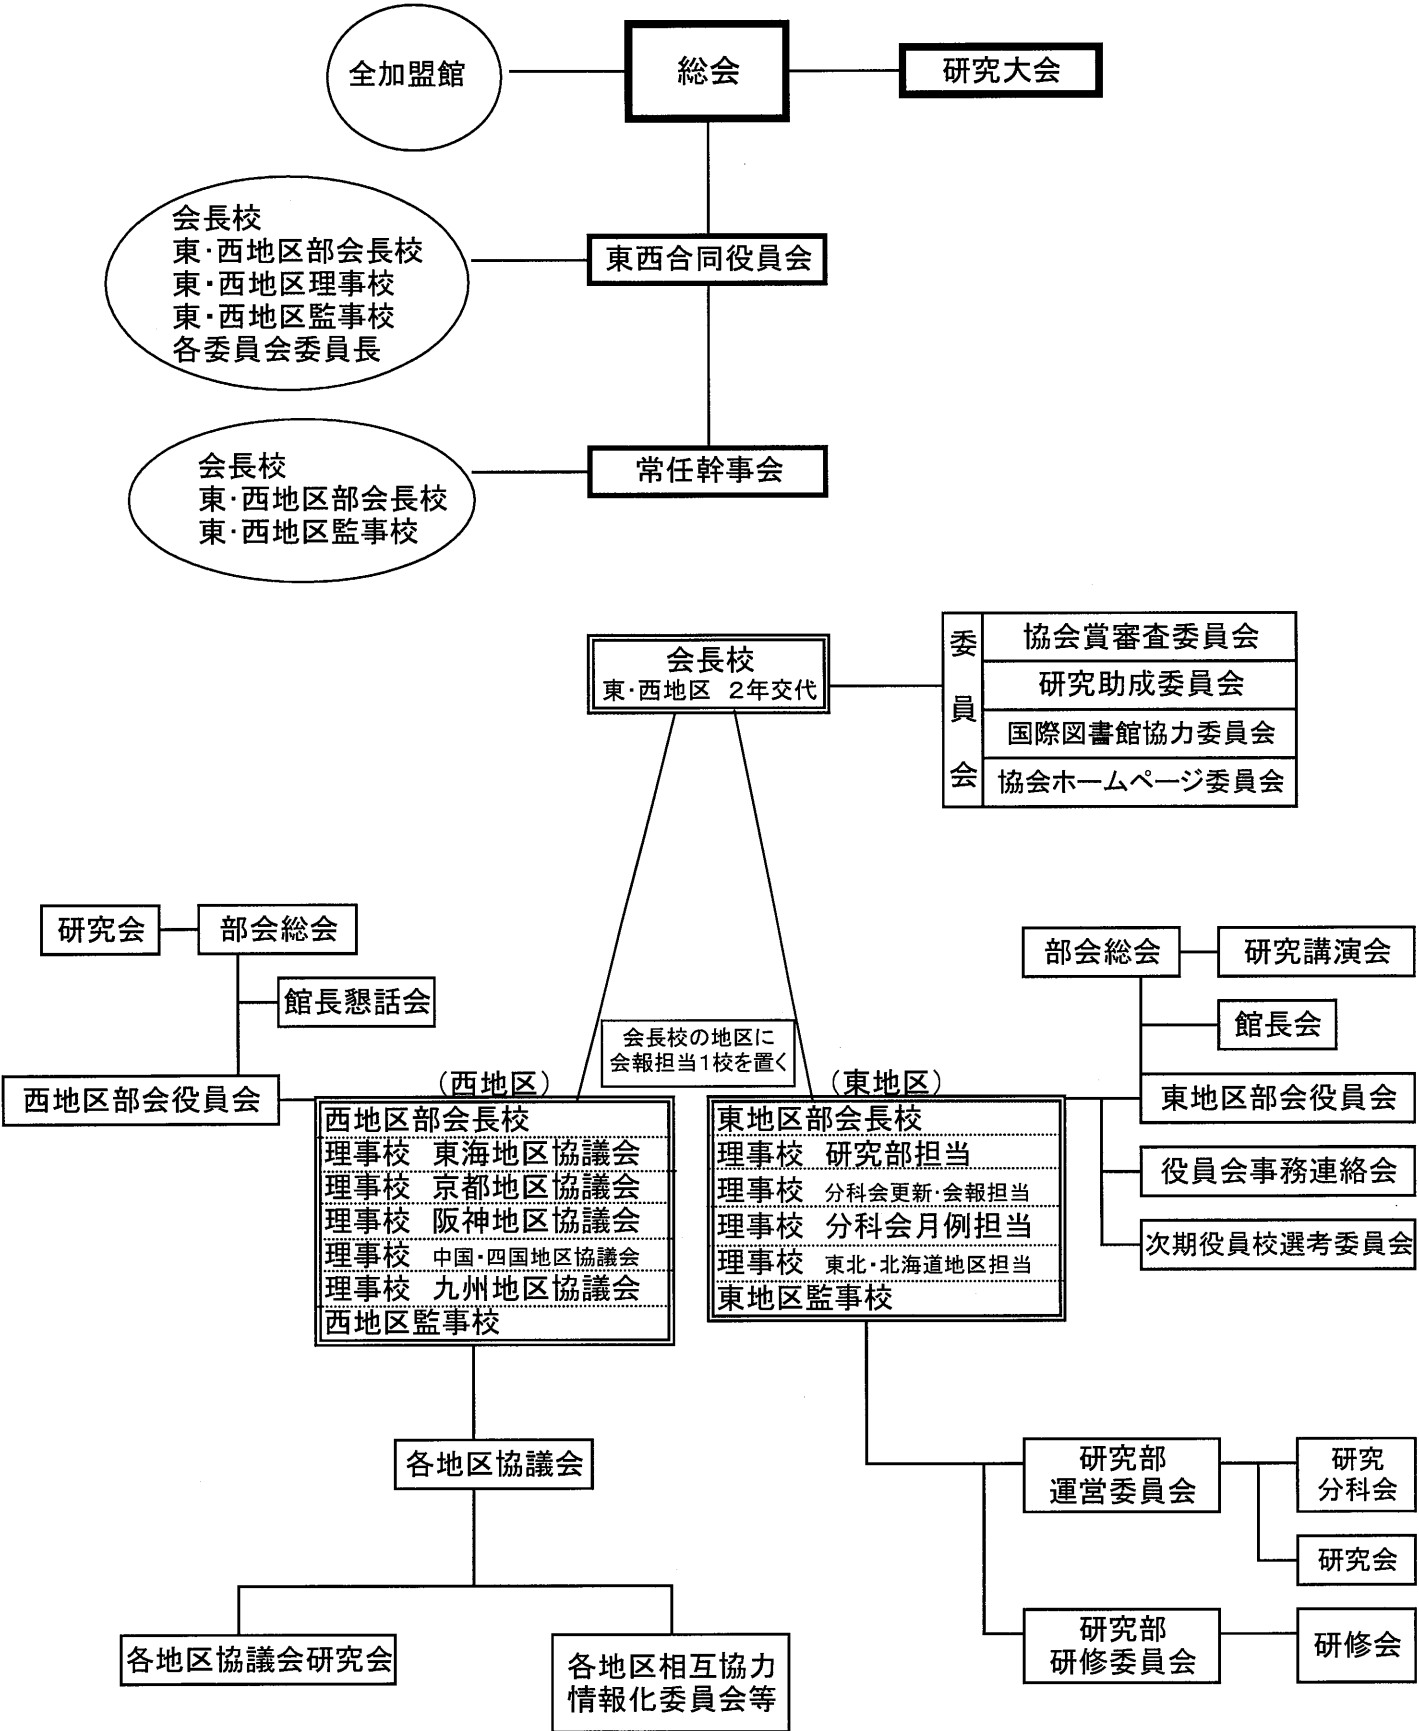 全加盟館
総会
研究大会
会長校
東・西地区部会長校
東・西地区理事校
東・西地区監事校
各委員会委員長
東西合同役員会
会長校
東・西地区部会長校
東・西地区監事校
常任幹事会
会長校
東・西地区 2年交代
委員会
協会賞審査委員会
研究助成委員会
国際図書館協力委員会
協会ホームページ委員会
研究会
部会総会
館長懇話会
西地区部会役員会
会長校の地区に
会報担当1校を置く
部会総会
研究講演会
館長会
東地区部会役員会
役員会事務連絡会
次期役員校選考委員会
(西地区)
西地区部会長校
理事校 東海地区協議会
理事校 京都地区協議会
理事校 阪神地区協議会
理事校 中国・四国地区協議会
理事校 九州地区協議会
西地区監事校
(東地区)
東地区部会長校
理事校 研究部担当
理事校 分科会更新・会報担当
理事校 分科会月例担当
理事校 東北・北海道地区担当
東地区監事校
各地区協議会
各地区協議会研究会
各地区相互協力
情報化委員会等
研究部
運営委員会
研究
分科会
研究会
研究部
研修委員会
研修会